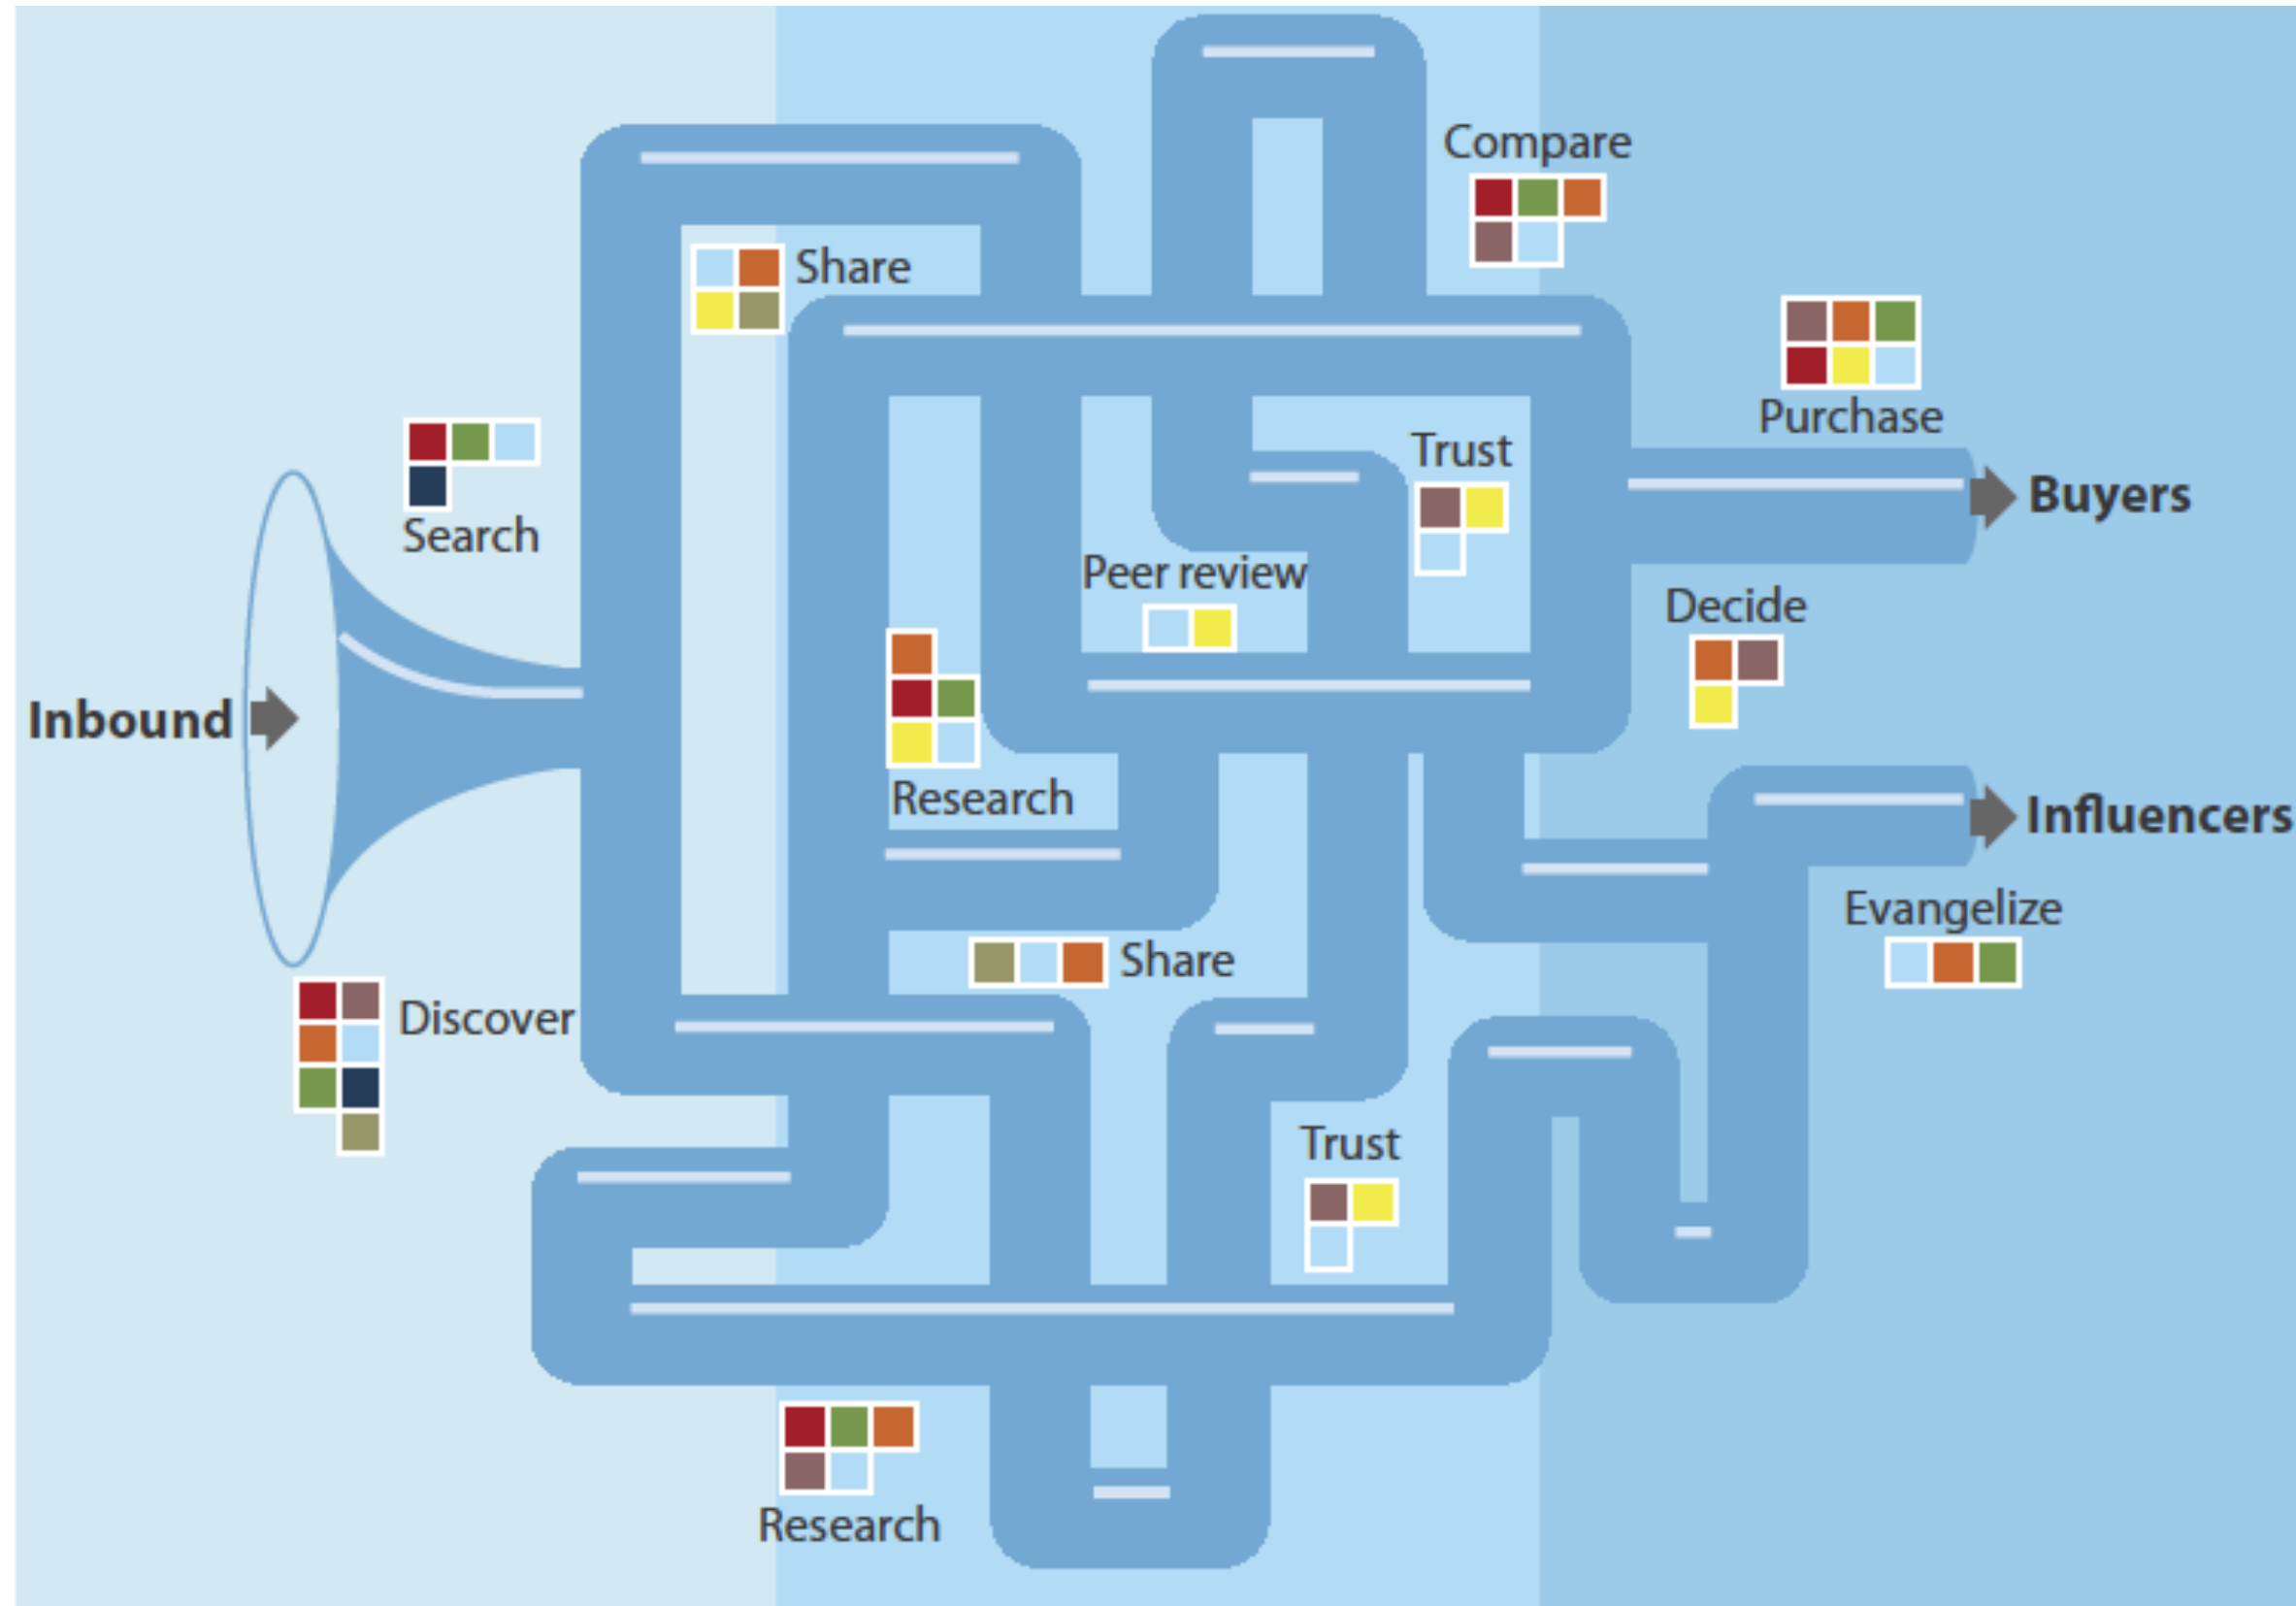 Compare
Share
Purchase
Trust
Buyers
Search
Peer review
Decide
Inbound
Research
Influencers
Evangelize
Share
Discover
Trust
Research